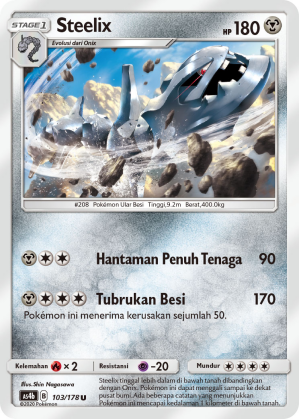 STAGE 1 Steelix HP 180
Evolusi dari Onix
#208 Pokémon Ular Besi Tinggi,9.2m Berat,400.0kg
Hantaman Penuh Tenaga 90
Tubrukan Besi 170
Pokémon ini menerima kerusakan sejumlah 50.
Kelemahan × 2 Resistansi -20 Mundur
Illus. Shin Nagasawa
Steelix tinggal lebih dalam di bawah tanah dibandingkan
dengan Onix. Pokémon ini dapat menggali sampai ke dekat
pusat bumi. Ada beberapa catatan yang
menunjukkan kedalaman 1 kilometer di bawah tanah.
AS4b B 103/178 U
©2020 Pokémon